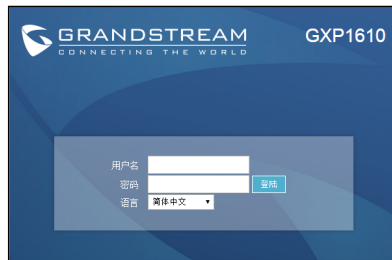 GRANDSTREAM
CONNECTING THE WORLD
GXP1610
用户名
密码
登陆
语言 简体中文